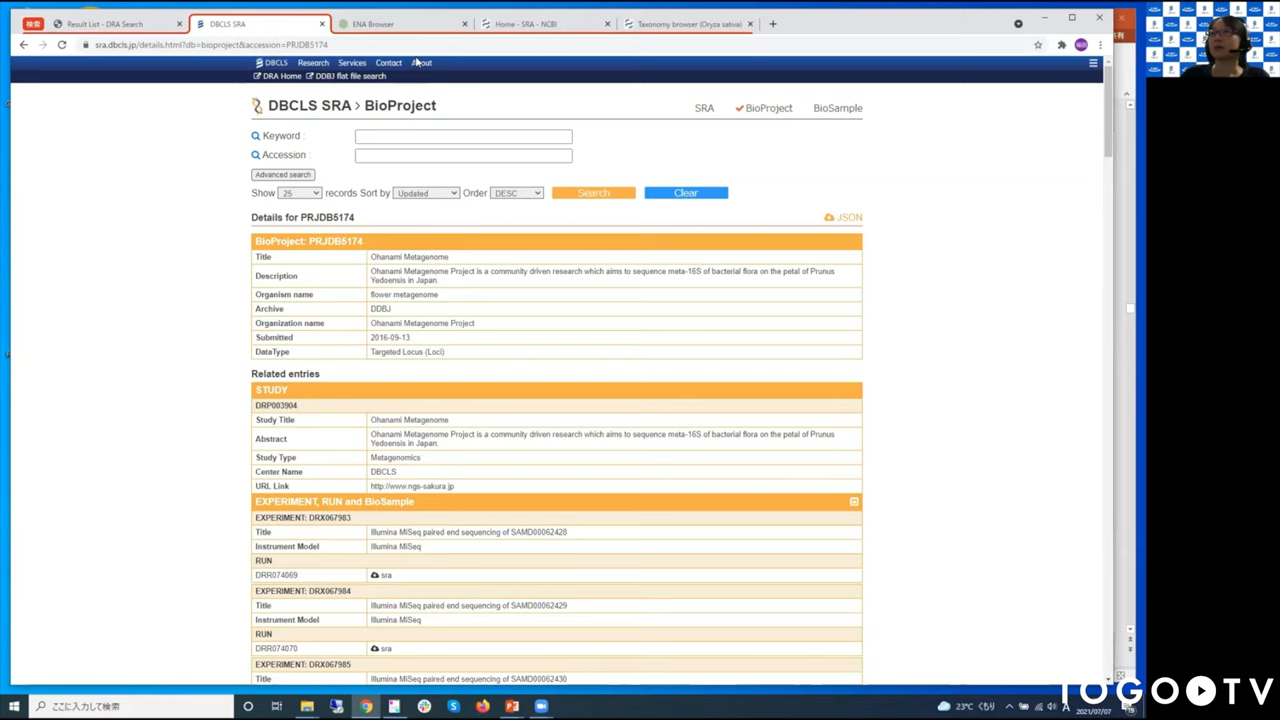 検索 Result List - DRA Search DBCLS SRA ENA Browser Home - SRA - NCBI Taxonomy browser (Oryza sativa)
sra.dbcls.jp/details.html?db=bioproject&accession=PRJDB5174
DBCLS Research Services Contact About
DRA Home DDBJ flat file search
DBCLS SRA > BioProject
SRA BioProject BioSample
Keyword :
Accession :
Advanced search
Show 25 records Sort by Updated Order DESC Search Clear
Details for PRJDB5174 JSON
BioProject: PRJDB5174
Title Ohanami Metagenome
Description Ohanami Metagenome Project is a community driven research which aims to sequence meta-16S of bacterial flora on the petal of Prunus
Yedoensis in Japan.
Organism name flower metagenome
Archive DDBJ
Organization name Ohanami Metagenome Project
Submitted 2016-09-13
DataType Targeted Locus (Loci)
Related entries
STUDY
DRP003904
Study Title Ohanami Metagenome
Abstract Ohanami Metagenome Project is a community driven research which aims to sequence meta-16S of bacterial flora on the petal of Prunus
Yedoensis in Japan.
Study Type Metagenomics
Center Name DBCLS
URL Link http://www.ngs-sakura.jp
EXPERIMENT, RUN and BioSample
EXPERIMENT: DRX067983
Title Illumina MiSeq paired end sequencing of SAMD00062428
Instrument Model Illumina MiSeq
RUN
DRR074069 sra
EXPERIMENT: DRX067984
Title Illumina MiSeq paired end sequencing of SAMD00062429
Instrument Model Illumina MiSeq
RUN
DRR074070 sra
EXPERIMENT: DRX067985
Title Illumina MiSeq paired end sequencing of SAMD00062430
ここに入力して検索
23℃ くもり
2021/07/07
TOGO TV